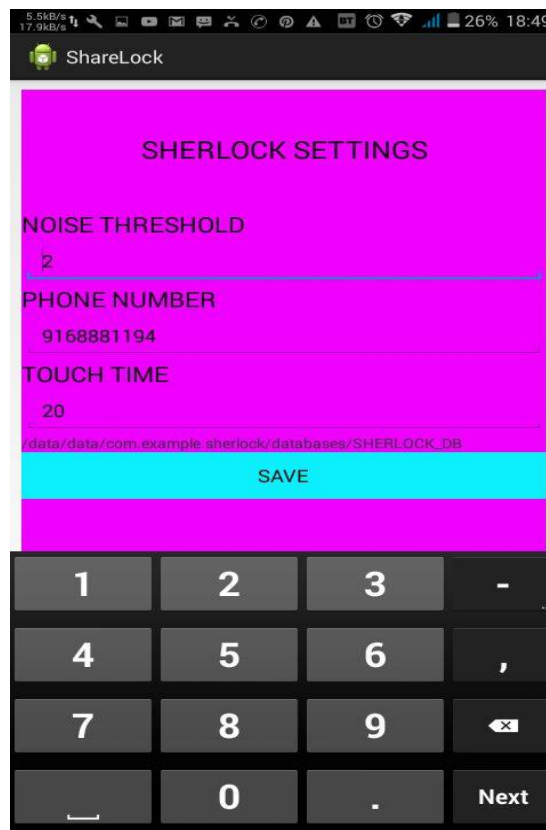 5.5kB/s
17.9kB/s
BT
26% 18:49
ShareLock
SHERLOCK SETTINGS
NOISE THRESHOLD
2
PHONE NUMBER
9168881194
TOUCH TIME
20
/data/data/com.example.sherlock/databases/SHERLOCK_DB
SAVE
1 2 3 -
4 5 6 ,
7 8 9
0 . Next